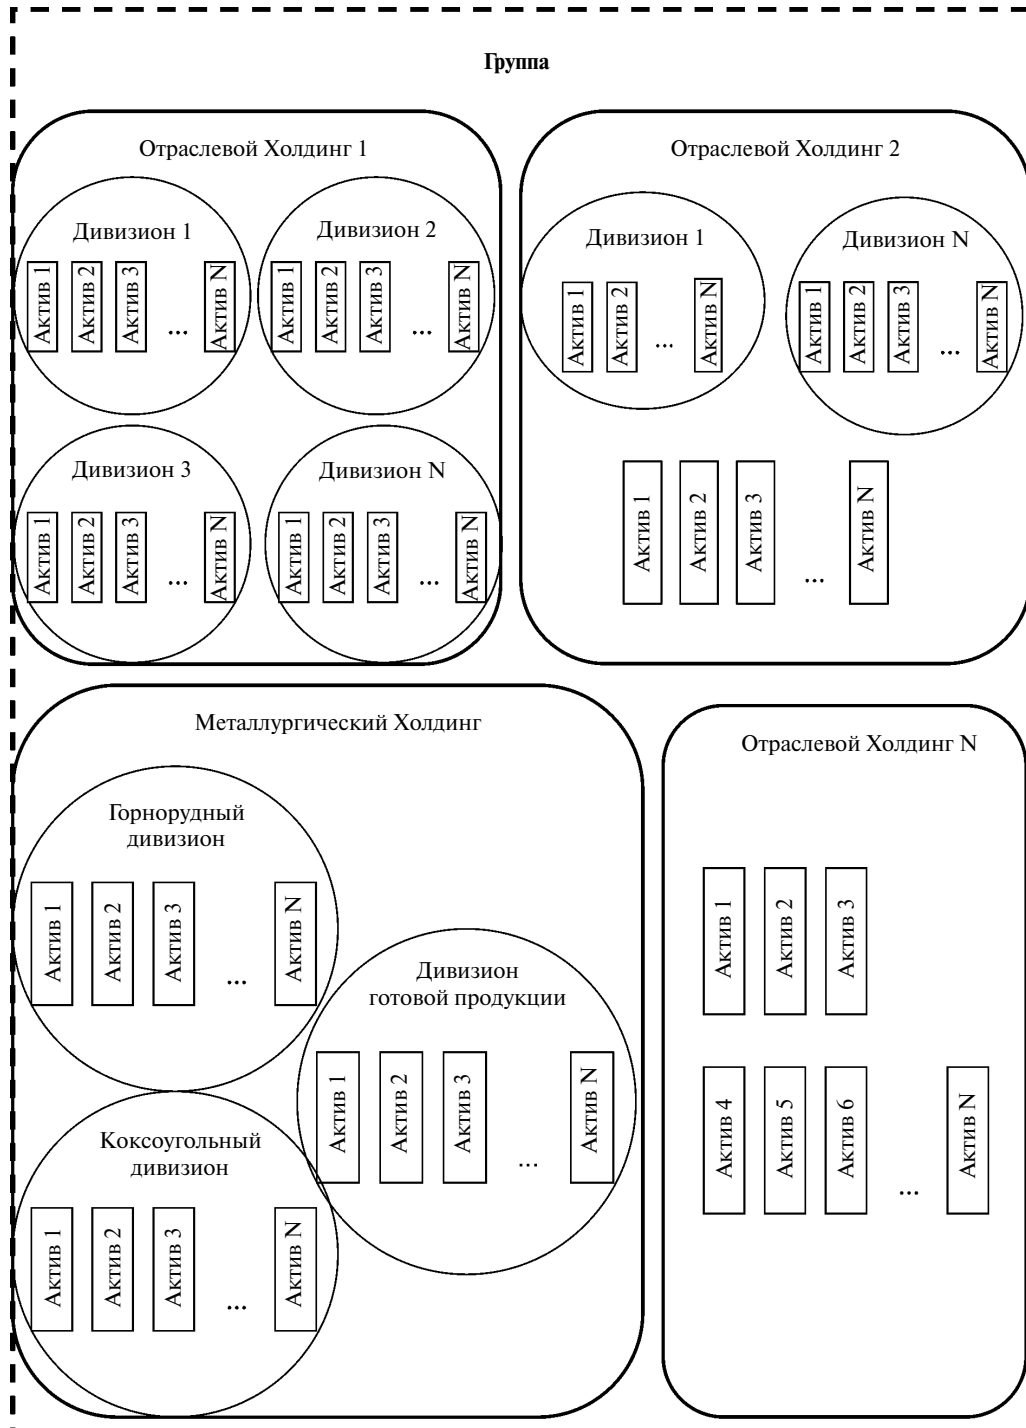 Группа
Отраслевой Холдинг 1
Дивизион 1
Актив 1
Актив 2
Актив 3
...
Актив N
Дивизион 2
Актив 1
Актив 2
Актив 3
...
Актив N
Дивизион 3
Актив 1
Актив 2
Актив 3
...
Актив N
Дивизион N
Актив 1
Актив 2
Актив 3
...
Актив N
Отраслевой Холдинг 2
Дивизион 1
Актив 1
Актив 2
...
Актив N
Дивизион N
Актив 1
Актив 2
Актив 3
...
Актив N
Актив 1
Актив 2
Актив 3
...
Актив N
Металлургический Холдинг
Горнорудный
дивизион
Актив 1
Актив 2
Актив 3
...
Актив N
Дивизион
готовой продукции
Актив 1
Актив 2
Актив 3
...
Актив N
Коксоугольный
дивизион
Актив 1
Актив 2
Актив 3
...
Актив N
Отраслевой Холдинг N
Актив 1
Актив 2
Актив 3
Актив 4
Актив 5
Актив 6
...
Актив N